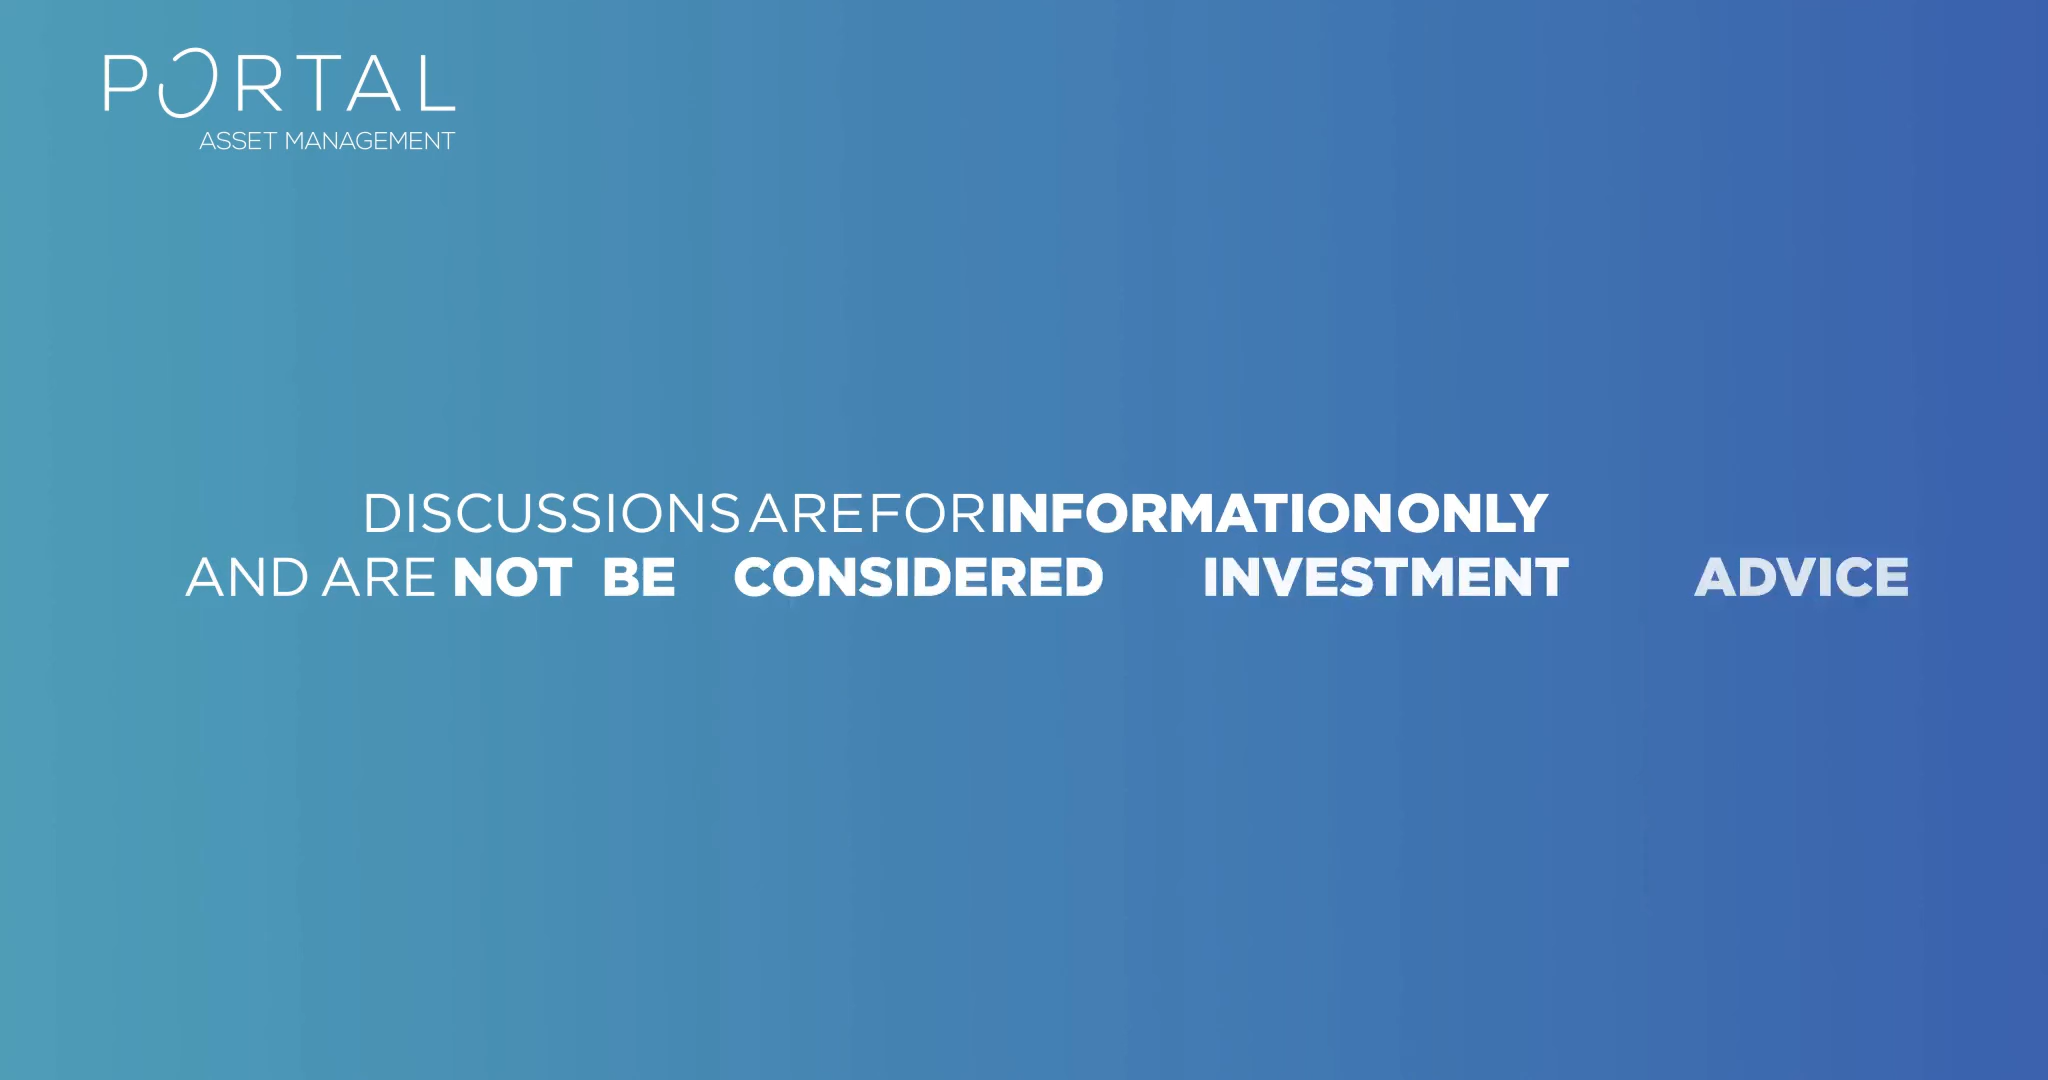 PORTAL
ASSET MANAGEMENT
DISCUSSIONS ARE FOR INFORMATION ONLY
AND ARE NOT BE CONSIDERED INVESTMENT ADVICE